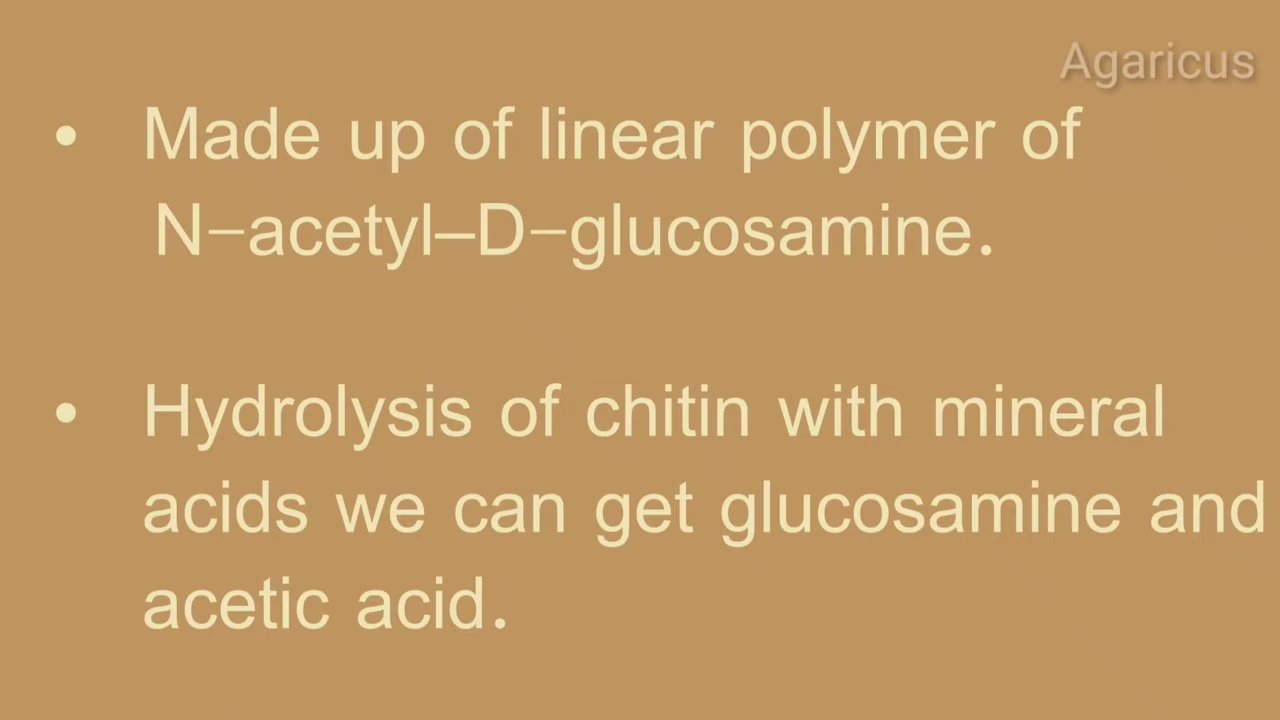 Agaricus
• Made up of linear polymer of
N–acetyl–D–glucosamine.
• Hydrolysis of chitin with mineral
acids we can get glucosamine and
acetic acid.